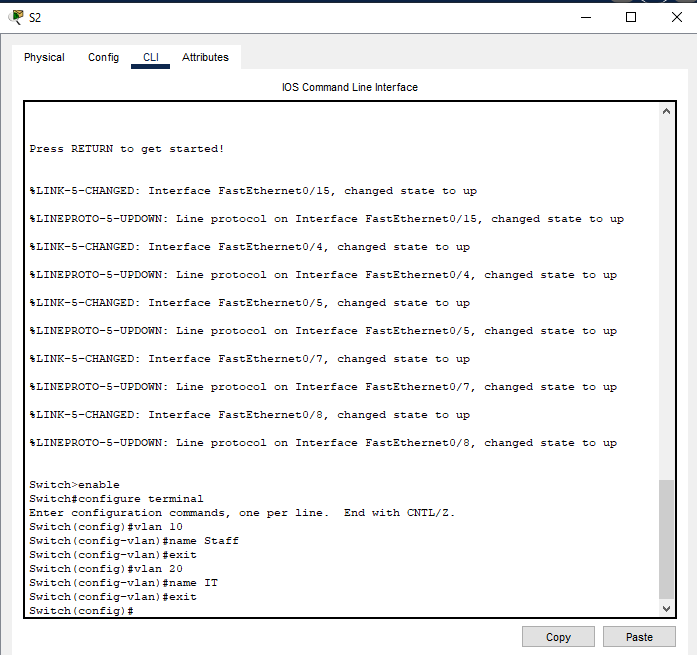 S2
Physical Config CLI Attributes
IOS Command Line Interface
Press RETURN to get started!
%LINK-5-CHANGED: Interface FastEthernet0/15, changed state to up
%LINEPROTO-5-UPDOWN: Line protocol on Interface FastEthernet0/15, changed state to up
%LINK-5-CHANGED: Interface FastEthernet0/4, changed state to up
%LINEPROTO-5-UPDOWN: Line protocol on Interface FastEthernet0/4, changed state to up
%LINK-5-CHANGED: Interface FastEthernet0/5, changed state to up
%LINEPROTO-5-UPDOWN: Line protocol on Interface FastEthernet0/5, changed state to up
%LINK-5-CHANGED: Interface FastEthernet0/7, changed state to up
%LINEPROTO-5-UPDOWN: Line protocol on Interface FastEthernet0/7, changed state to up
%LINK-5-CHANGED: Interface FastEthernet0/8, changed state to up
%LINEPROTO-5-UPDOWN: Line protocol on Interface FastEthernet0/8, changed state to up
Switch>enable
Switch#configure terminal
Enter configuration commands, one per line.  End with CNTL/Z.
Switch(config)#vlan 10
Switch(config-vlan)#name Staff
Switch(config-vlan)#exit
Switch(config)#vlan 20
Switch(config-vlan)#name IT
Switch(config-vlan)#exit
Switch(config)#
Copy Paste